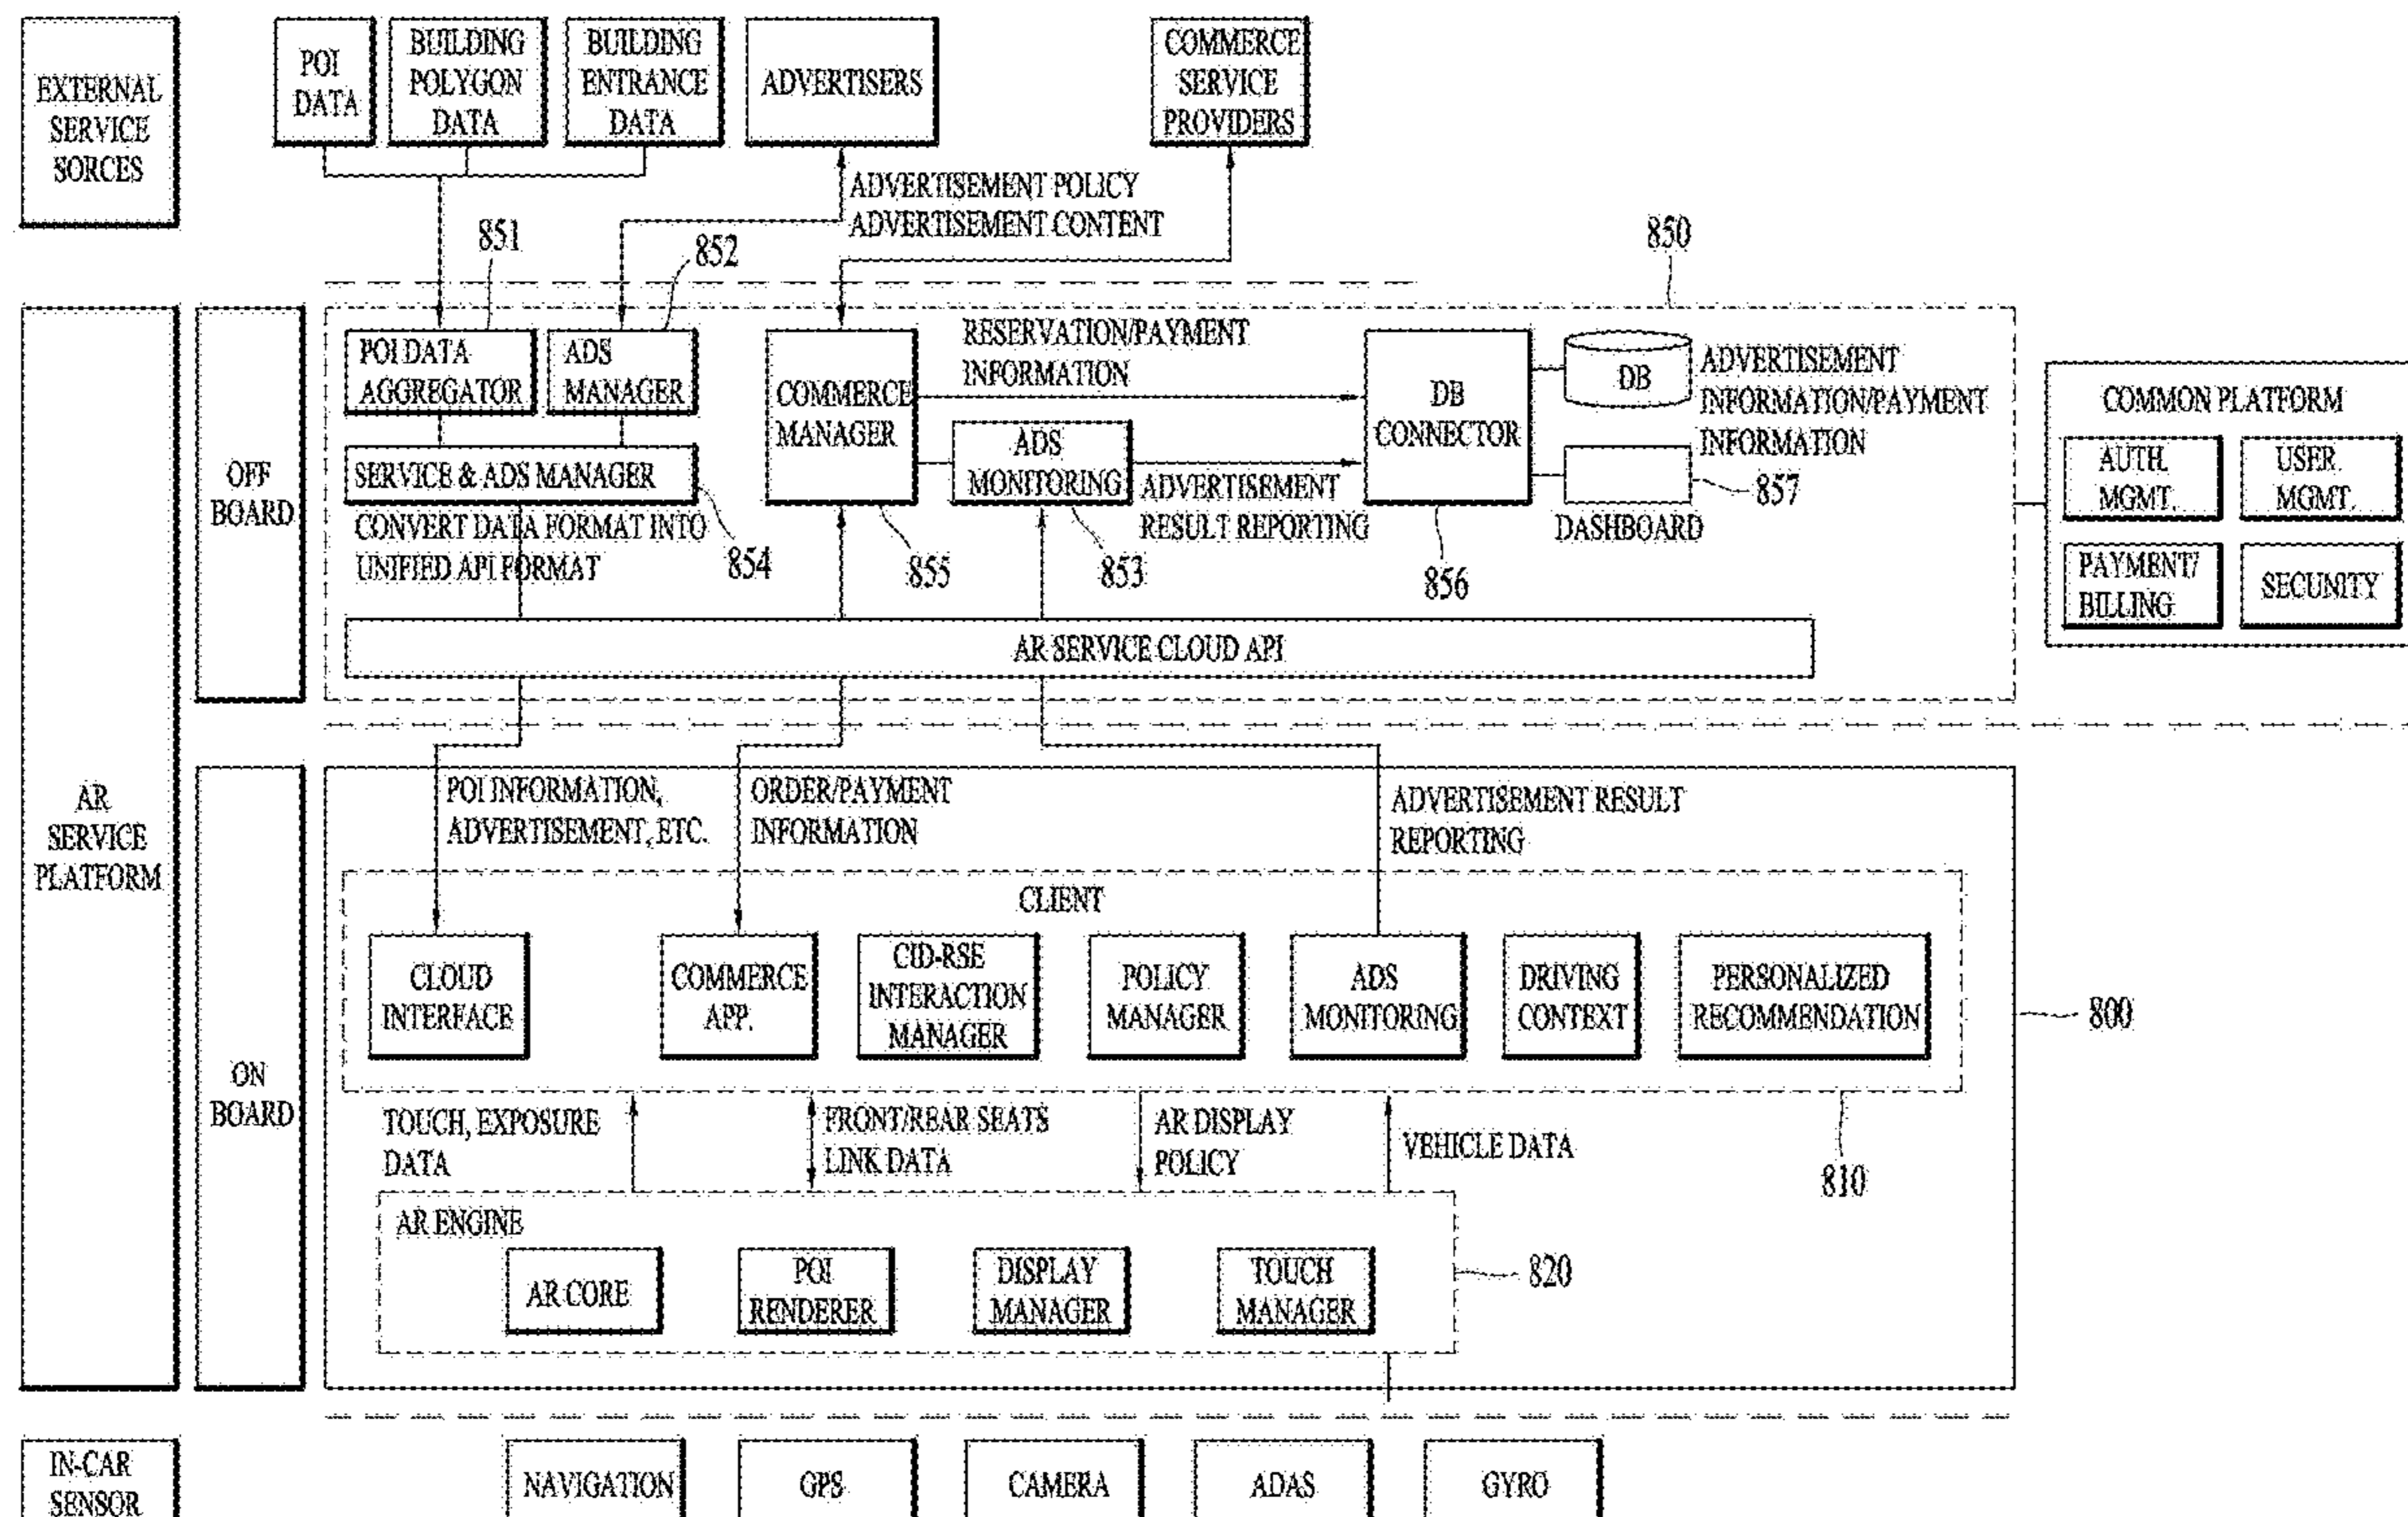 EXTERNAL
SERVICE
SORCES
POI
DATA
BUILDING
POLYGON
DATA
BUILDING
ENTRANCE
DATA
ADVERTISERS
COMMERCE
SERVICE
PROVIDERS
ADVERTISEMENT POLICY
ADVERTISEMENT CONTENT
851
852
850
AR
SERVICE
PLATFORM
OFF
BOARD
POI DATA
AGGREGATOR
ADS
MANAGER
SERVICE & ADS MANAGER
CONVERT DATA FORMAT INTO
UNIFIED API FORMAT
854
COMMERCE
MANAGER
855
RESERVATION/PAYMENT
INFORMATION
ADS
MONITORING
853
ADVERTISEMENT
RESULT REPORTING
DB
CONNECTOR
856
DB
ADVERTISEMENT
INFORMATION/PAYMENT
INFORMATION
857
DASHBOARD
COMMON PLATFORM
AUTH.
MGMT.
USER
MGMT.
PAYMENT/
BILLING
SECUNITY
AR SERVICE CLOUD API
ON
BOARD
POI INFORMATION,
ADVERTISEMENT, ETC.
ORDER/PAYMENT
INFORMATION
ADVERTISEMENT RESULT
REPORTING
CLIENT
CLOUD
INTERFACE
COMMERCE
APP.
CID-RSE
INTERACTION
MANAGER
POLICY
MANAGER
ADS
MONITORING
DRIVING
CONTEXT
PERSONALIZED
RECOMMENDATION
800
TOUCH, EXPOSURE
DATA
FRONT/REAR SEATS
LINK DATA
AR DISPLAY
POLICY
VEHICLE DATA
810
AR ENGINE
AR CORE
POI
RENDERER
DISPLAY
MANAGER
TOUCH
MANAGER
820
IN-CAR
SENSOR
NAVIGATION
GPS
CAMERA
ADAS
GYRO